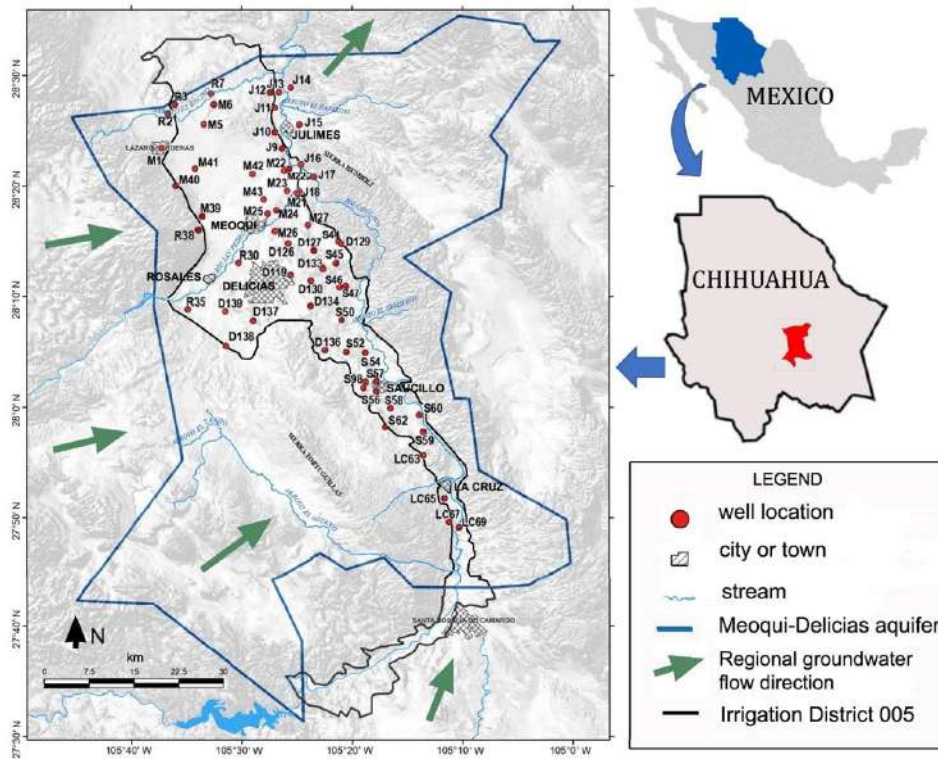 28°30'N
28°20'N
28°10'N
28°00'N
27°50'N
27°40'N
27°30'N
105°40' W
105°30' W
105°20' W
105°10' W
105°0' W
R7
J12
J13
J14
R3
M6
J11
R2
M5
J10
J15
JULIMES
J9
LAZARO CARDENAS
M1
M41
M42
M22
J16
J17
M40
M43
M23
J18
M21
M39
M25
M24
M27
MEOQUI
R38
M26
S44
D129
D126
D127
R30
D133
S45
ROSALES
D119
S46
S47
DELICIAS
D130
R35
D139
D137
D134
S50
D138
D136
S52
S54
S57
S98
SAUCILLO
S56
S58
S60
S62
S59
LC63
LA CRUZ
LC65
LC67
LC69
N
km
0 7.5 15 22.5 30
MEXICO
CHIHUAHUA
LEGEND
well location
city or town
stream
Meoqui-Delicias aquifer
Regional groundwater
flow direction
Irrigation District 005